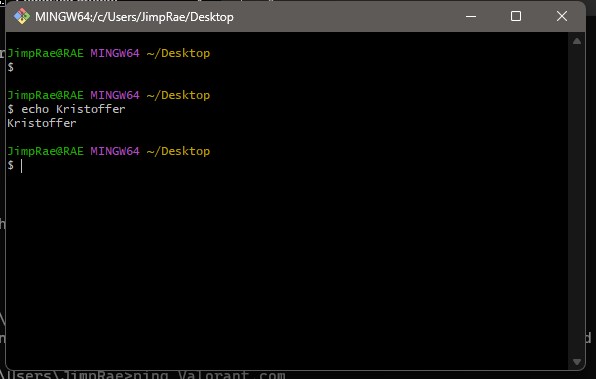 MINGW64:/c/Users/JimpRae/Desktop
JimpRae@RAE MINGW64 ~/Desktop
$
JimpRae@RAE MINGW64 ~/Desktop
$ echo Kristoffer
Kristoffer
JimpRae@RAE MINGW64 ~/Desktop
$
\Users\JimpRae>ping Valorant.com